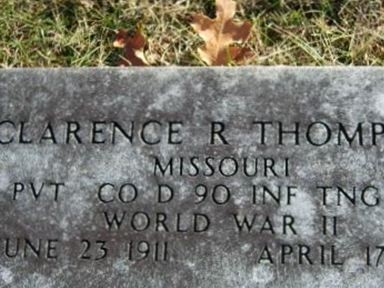 CLARENCE R THOMP
MISSOURI
PVT CO D 90 INF TNG
WORLD WAR II
UNE 23 1911 APRIL 17